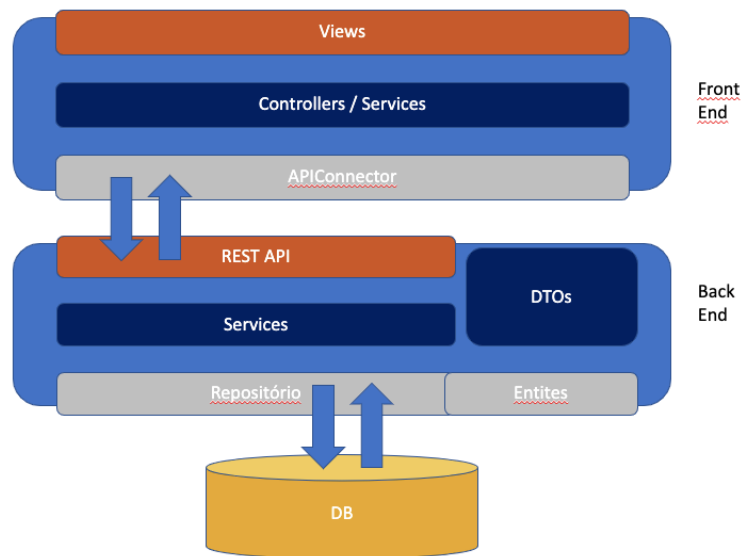 Views
Controllers / Services
Front
End
APIConnector
REST API
DTOs
Back
End
Services
Repositório
Entites
DB